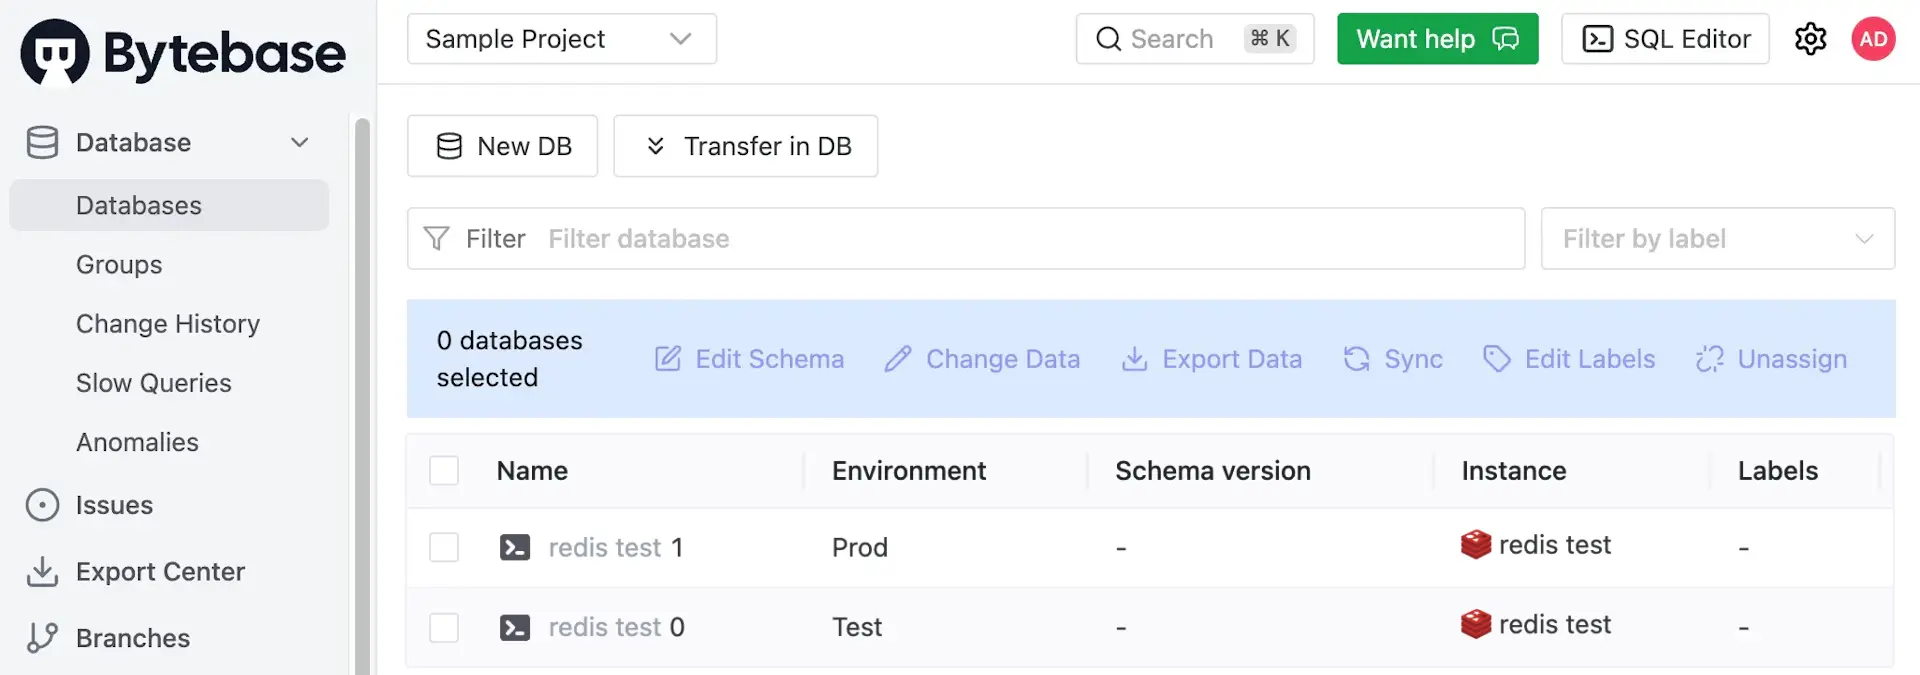 Bytebase
Sample Project
Search ⌘ K
Want help
SQL Editor
AD
Database
Databases
Groups
Change History
Slow Queries
Anomalies
Issues
Export Center
Branches
New DB
Transfer in DB
Filter Filter database
Filter by label
0 databases
selected
Edit Schema
Change Data
Export Data
Sync
Edit Labels
Unassign
Name Environment Schema version Instance Labels
redis test 1 Prod - redis test -
redis test 0 Test - redis test -